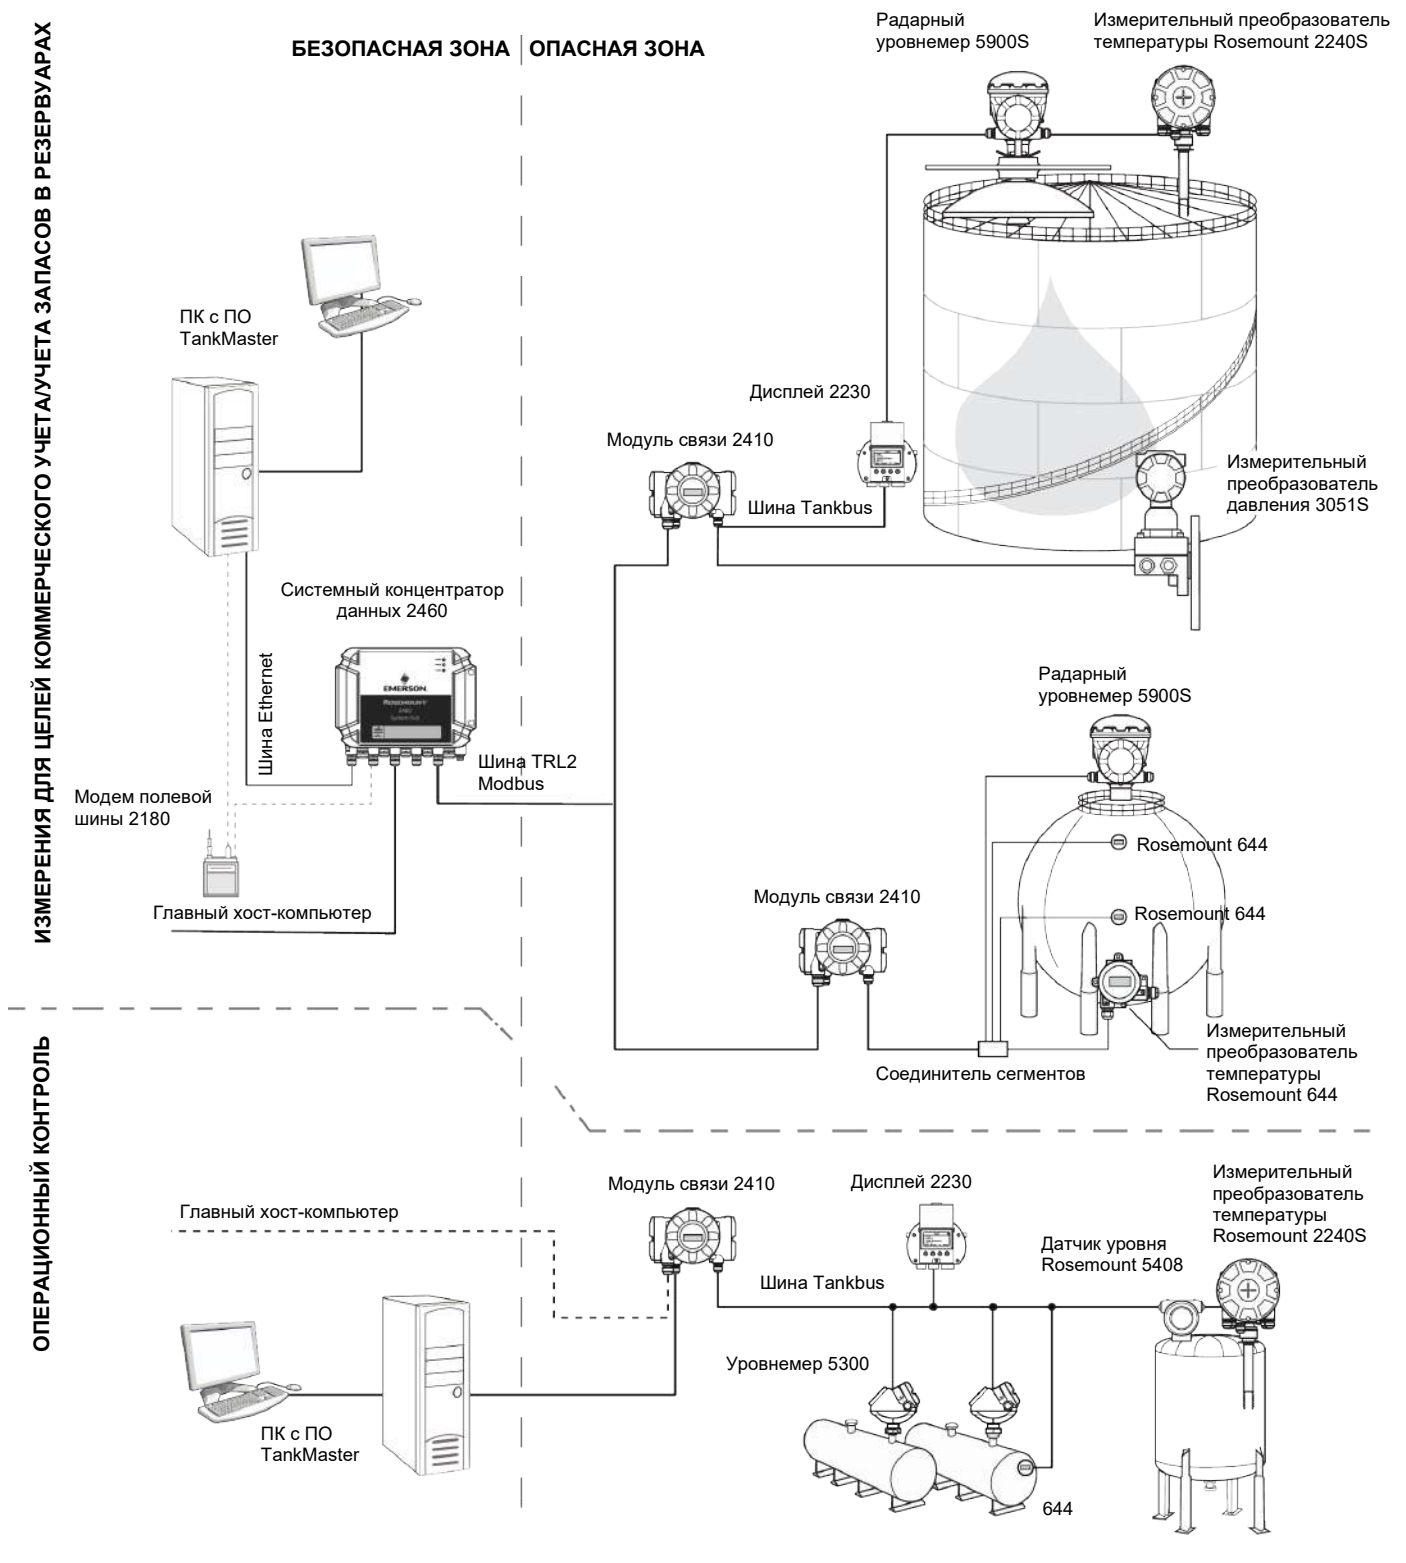 ИЗМЕРЕНИЯ ДЛЯ ЦЕЛЕЙ КОММЕРЧЕСКОГО УЧЕТА/УЧЕТА ЗАПАСОВ В РЕЗЕРВУАРАХ
БЕЗОПАСНАЯ ЗОНА
ОПАСНАЯ ЗОНА
Радарный
уровнемер 5900S
Измерительный преобразователь
температуры Rosemount 2240S
ПК с ПО
TankMaster
Дисплей 2230
Модуль связи 2410
Шина Tankbus
Измерительный
преобразователь
давления 3051S
Системный концентратор
данных 2460
EMERSON
ROSEMOUNT
Шина Ethernet
Шина TRL2
Modbus
Модем полевой
шины 2180
Главный хост-компьютер
Радарный
уровнемер 5900S
Rosemount 644
Rosemount 644
Модуль связи 2410
Соединитель сегментов
Измерительный
преобразователь
температуры
Rosemount 644
ОПЕРАЦИОННЫЙ КОНТРОЛЬ
Главный хост-компьютер
Модуль связи 2410
Дисплей 2230
Измерительный
преобразователь
температуры
Rosemount 2240S
Датчик уровня
Rosemount 5408
Шина Tankbus
Уровнемер 5300
ПК с ПО
TankMaster
644